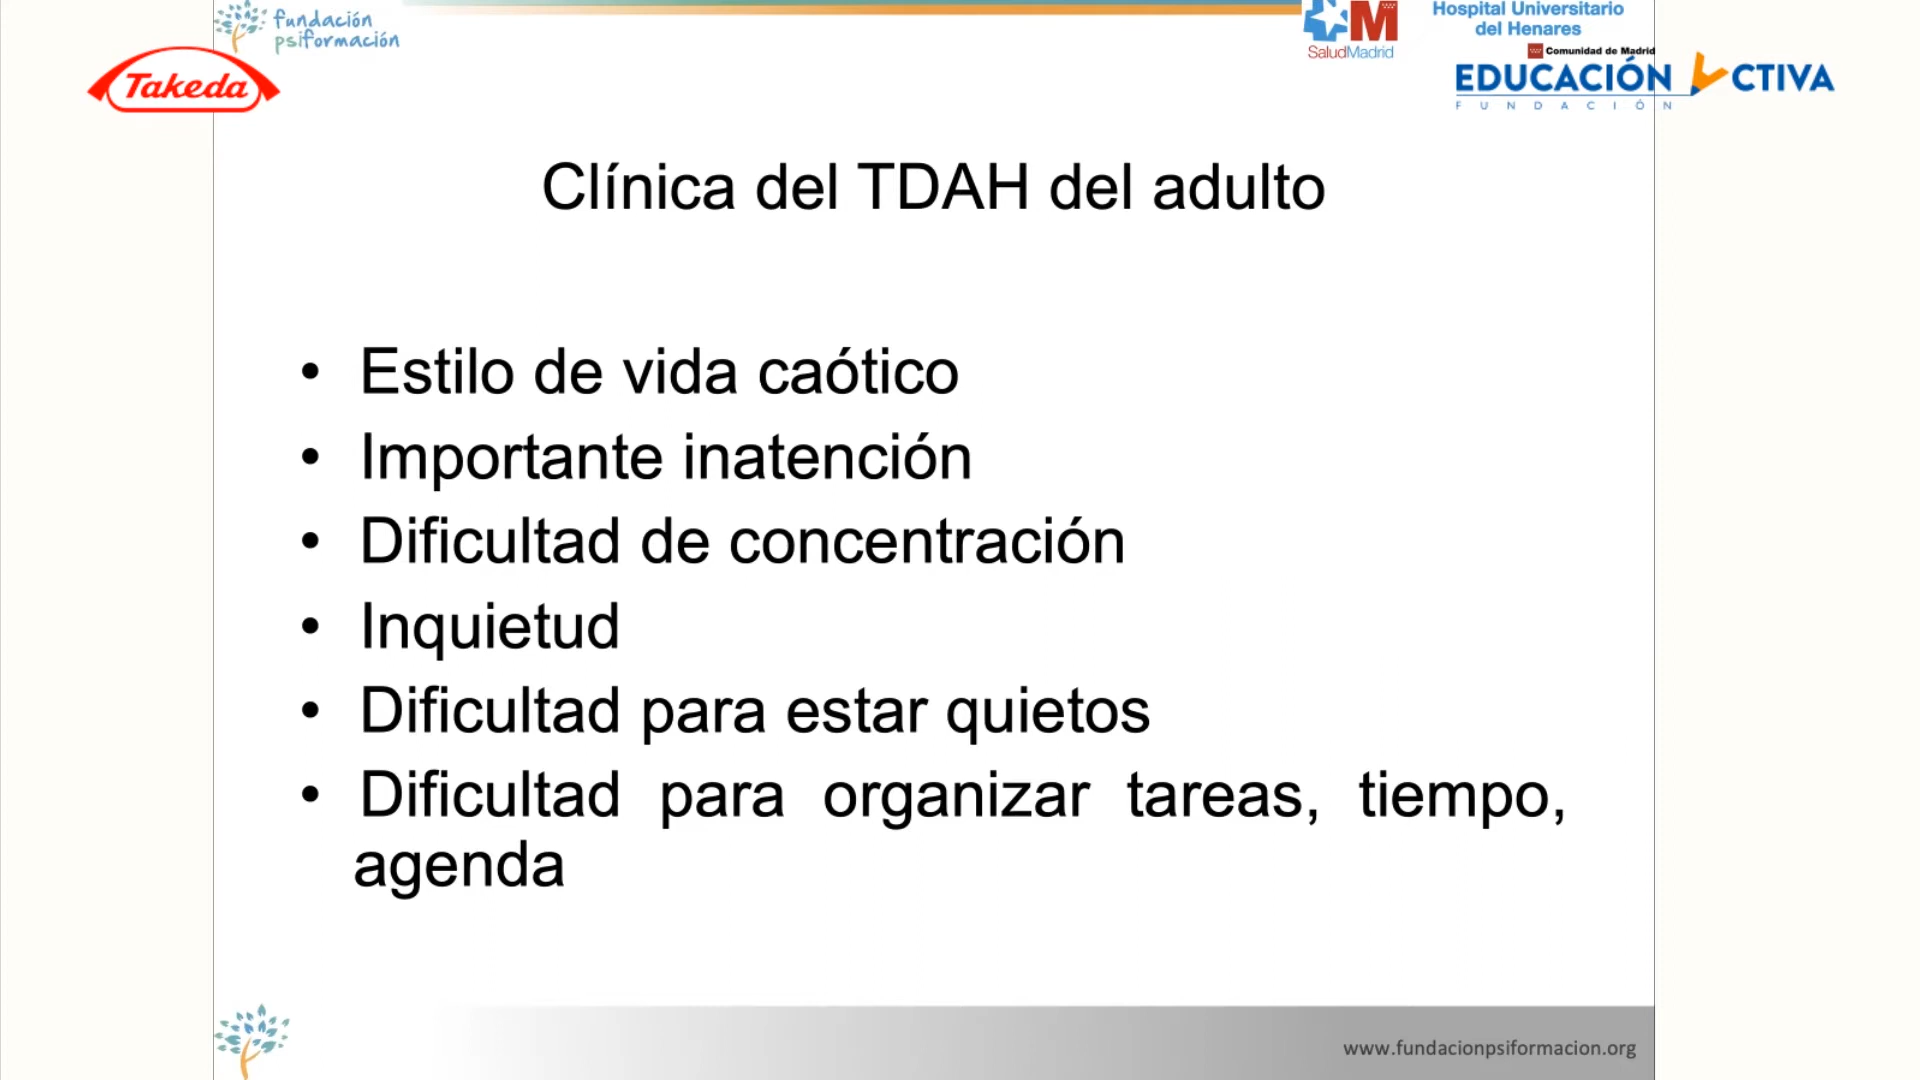 fundación
psiformación
SaludMadrid
Hospital Universitario
del Henares
Comunidad de Madrid
Takeda
EDUCACIÓN ACTIVA
FUNDACIÓN
Clínica del TDAH del adulto
• Estilo de vida caótico
• Importante inatención
• Dificultad de concentración
• Inquietud
• Dificultad para estar quietos
• Dificultad para organizar tareas, tiempo,
agenda
www.fundacionpsiformacion.org